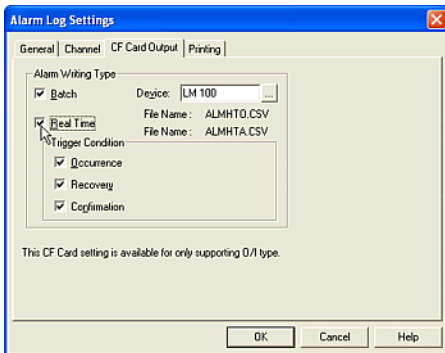 Alarm Log Settings
General Channel CF Card Output Printing
Alarm Writing Type
Batch Device: LM 100 ...
File Name : ALMHTO.CSV
Real Time File Name : ALMHTA.CSV
Trigger Condition
Occurrence
Recovery
Confirmation
This CF Card setting is available for only supporting O/I type.
OK Cancel Help